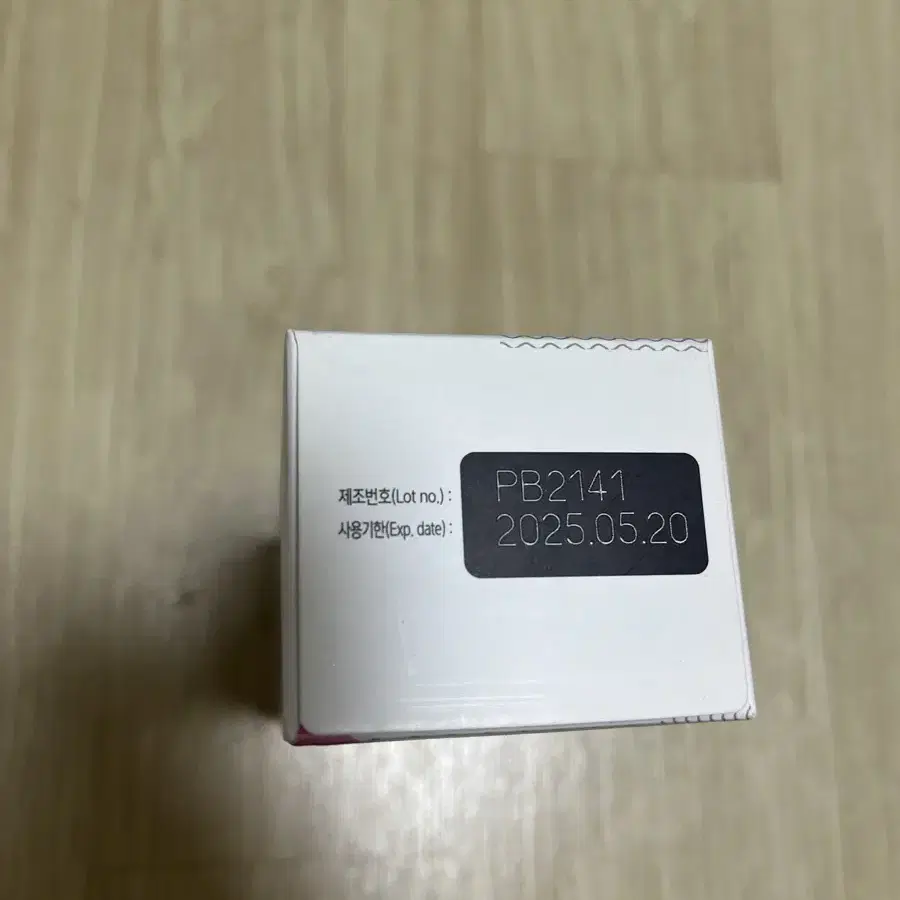 제조번호(Lot no.) : PB2141
사용기한(Exp. date) : 2025.05.20